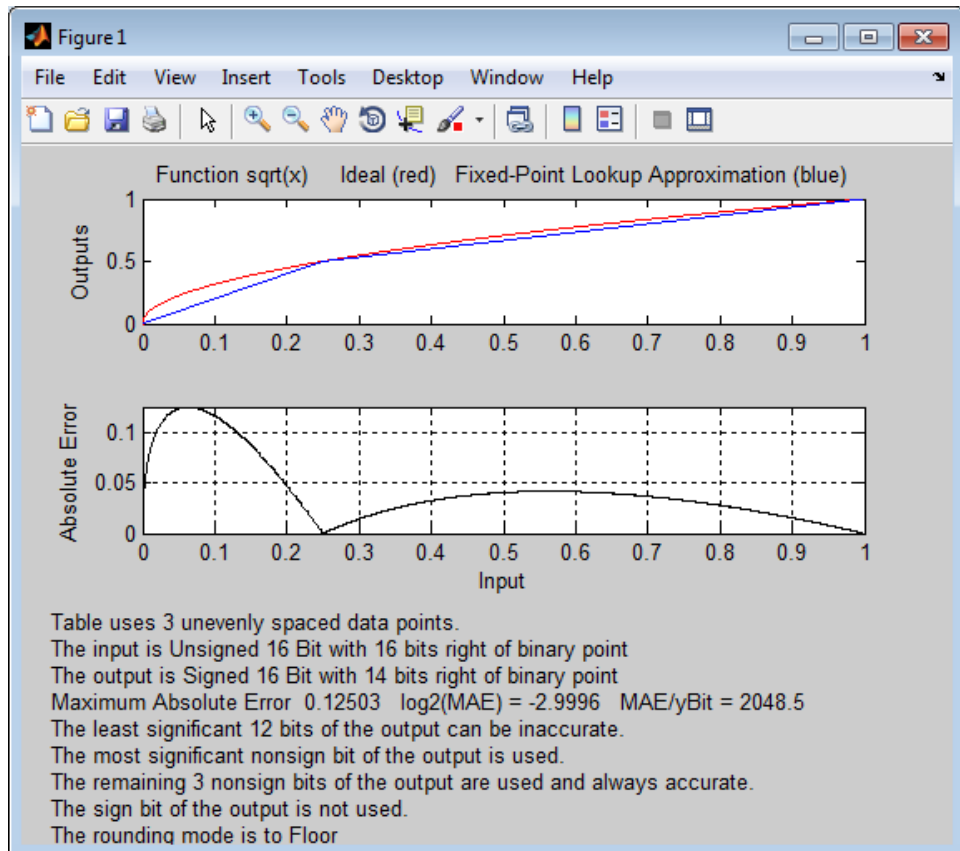 Figure 1
File Edit View Insert Tools Desktop Window Help
Function sqrt(x) Ideal (red) Fixed-Point Lookup Approximation (blue)
Outputs
1
0.5
0
0 0.1 0.2 0.3 0.4 0.5 0.6 0.7 0.8 0.9 1
Absolute Error
0.1
0.05
0
0 0.1 0.2 0.3 0.4 0.5 0.6 0.7 0.8 0.9 1
Input
Table uses 3 unevenly spaced data points.
The input is Unsigned 16 Bit with 16 bits right of binary point
The output is Signed 16 Bit with 14 bits right of binary point
Maximum Absolute Error 0.12503 log2(MAE) = -2.9996 MAE/yBit = 2048.5
The least significant 12 bits of the output can be inaccurate.
The most significant nonsign bit of the output is used.
The remaining 3 nonsign bits of the output are used and always accurate.
The sign bit of the output is not used.
The rounding mode is to Floor